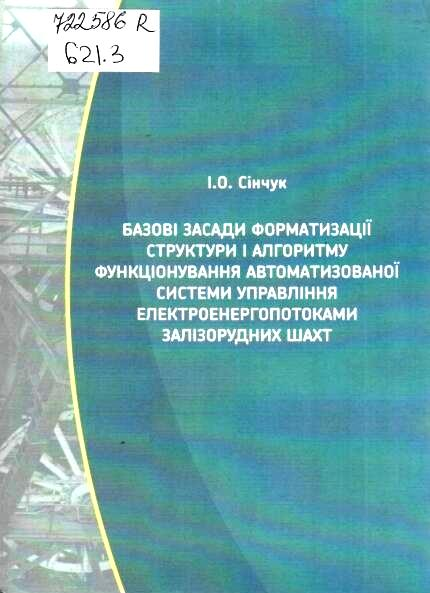 722586 R
621.3
І.О. Сінчук
БАЗОВІ ЗАСАДИ ФОРМАТИЗАЦІЇ
СТРУКТУРИ І АЛГОРИТМУ
ФУНКЦІОНУВАННЯ АВТОМАТИЗОВАНОЇ
СИСТЕМИ УПРАВЛІННЯ
ЕЛЕКТРОЕНЕРГОПОТОКАМИ
ЗАЛІЗОРУДНИХ ШАХТ